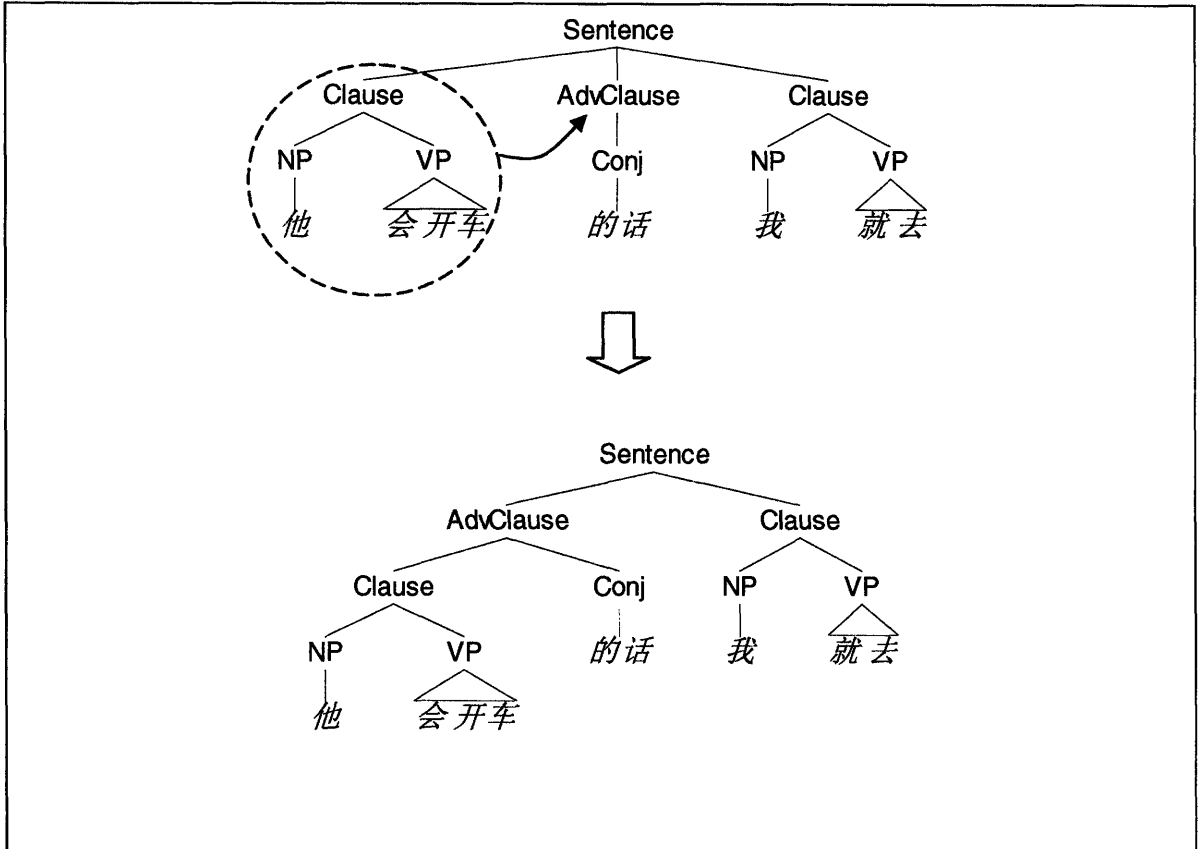 Sentence
Clause AdvClause Clause
NP VP Conj NP VP
他 会 开车 的话 我 就 去
Sentence
AdvClause Clause
Clause Conj NP VP
NP VP 的话 我 就 去
他 会 开车